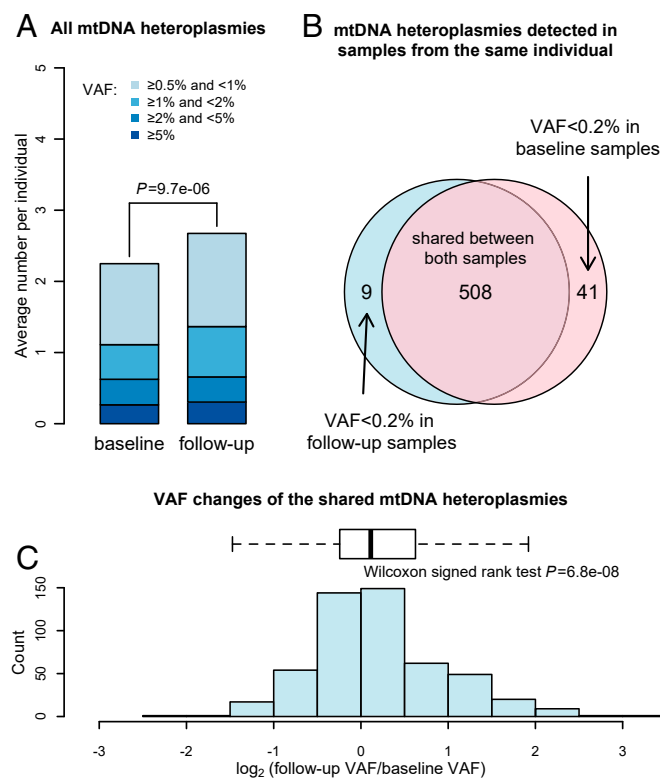 A
All mtDNA heteroplasmies
Average number per individual
5
4
3
2
1
0
VAF:
≥0.5% and <1%
≥1% and <2%
≥2% and <5%
≥5%
P=9.7e-06
baseline
follow-up
B
mtDNA heteroplasmies detected in
samples from the same individual
VAF<0.2% in
baseline samples
shared between
both samples
9
508
41
VAF<0.2% in
follow-up samples
VAF changes of the shared mtDNA heteroplasmies
C
Wilcoxon signed rank test P=6.8e-08
Count
150
100
50
0
-3
-2
-1
0
1
2
3
log2 (follow-up VAF/baseline VAF)